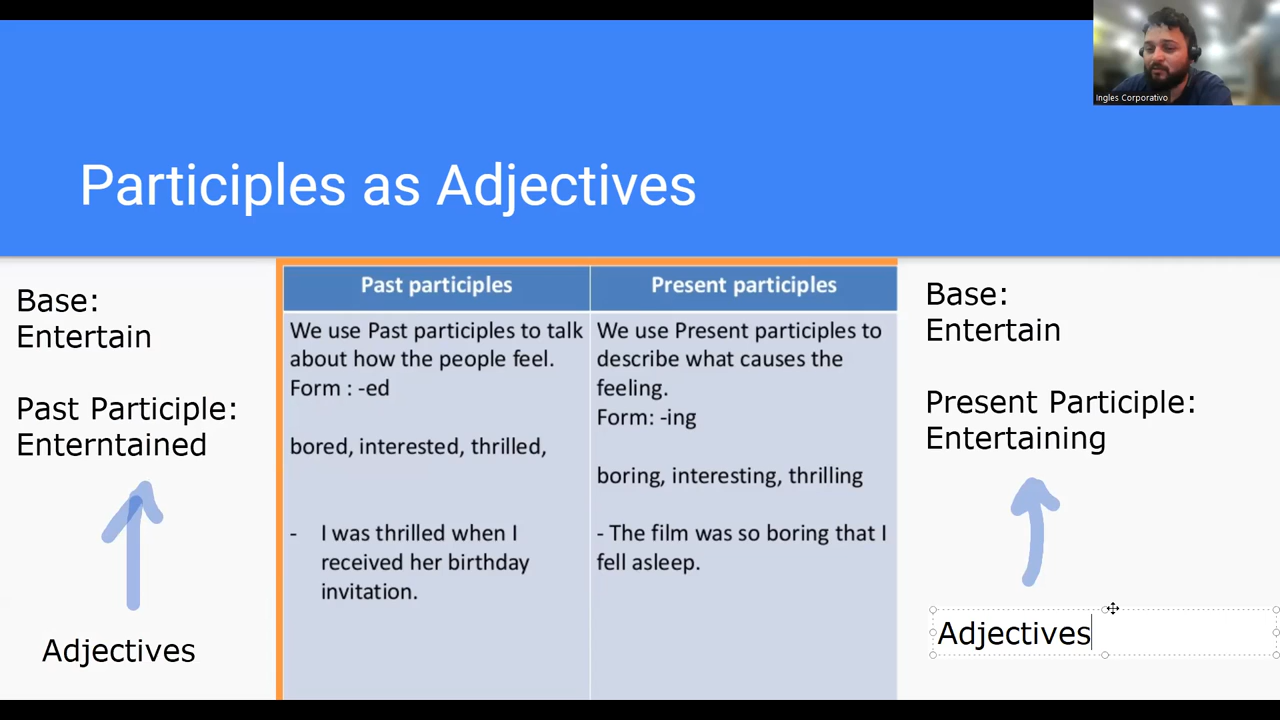 Ingles Corporativo
Participles as Adjectives
Base:
Entertain
Past Participle:
Enterntained
Adjectives
Past participles
We use Past participles to talk
about how the people feel.
Form : -ed
bored, interested, thrilled,
- I was thrilled when I
received her birthday
invitation.
Present participles
We use Present participles to
describe what causes the
feeling.
Form: -ing
boring, interesting, thrilling
- The film was so boring that I
fell asleep.
Base:
Entertain
Present Participle:
Entertaining
Adjectives